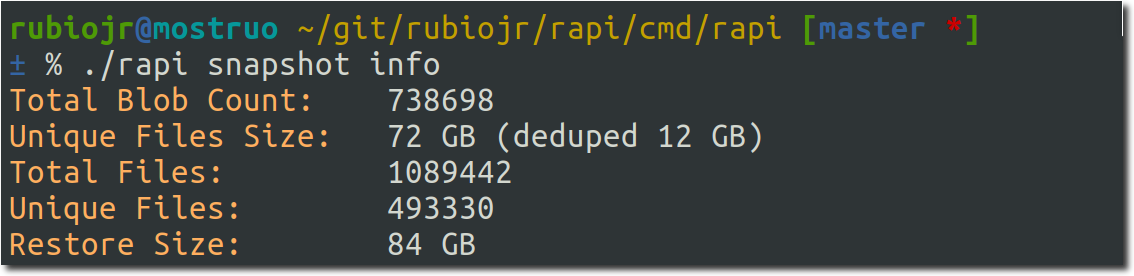 rubiojr@mostruo ~/git/rubiojr/rapi/cmd/rapi [master *]
± % ./rapi snapshot info
Total Blob Count: 738698
Unique Files Size: 72 GB (deduped 12 GB)
Total Files: 1089442
Unique Files: 493330
Restore Size: 84 GB